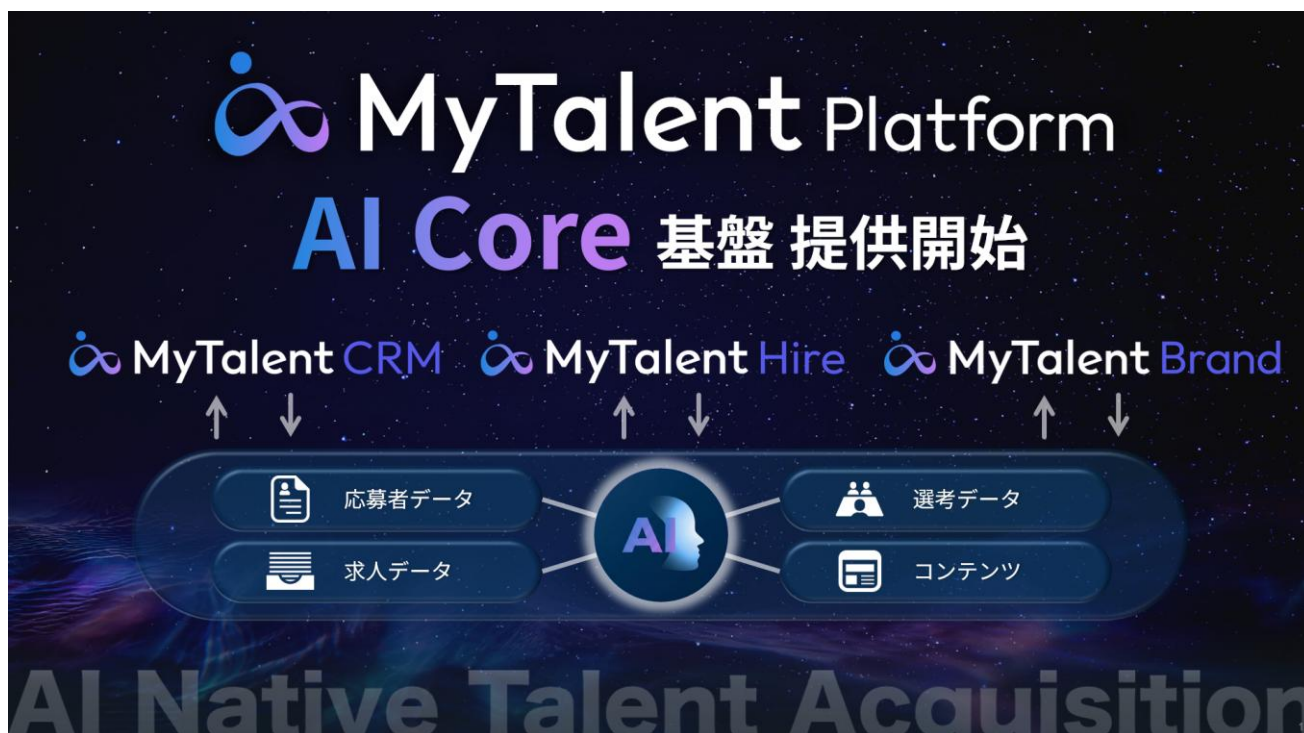 MyTalent Platform
AI Core 基盤 提供開始
MyTalent CRM
MyTalent Hire
MyTalent Brand
応募者データ
選考データ
AI
求人データ
コンテンツ
AI Native Talent Acquisition